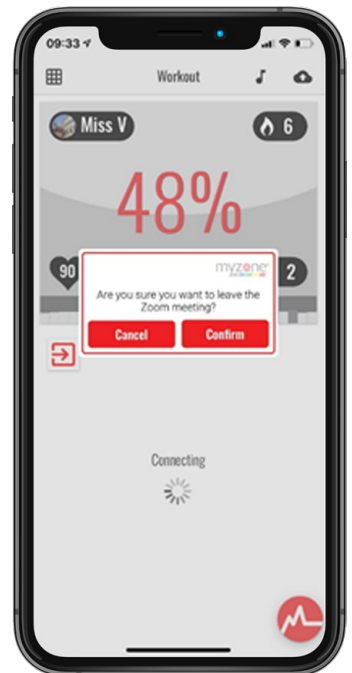 09:33
Workout
Miss V
6
48%
90
2
myzone
Are you sure you want to leave the
Zoom meeting?
Cancel
Confirm
Connecting